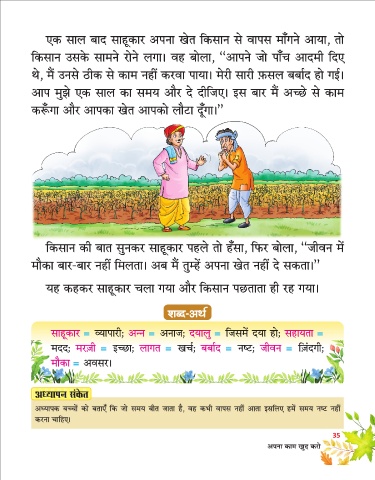 एक साल बाद साहूकार अपना खेत किसान से वापस माँगने आया, तो
किसान उसके सामने रोने लगा। वह बोला, “आपने जो पाँच आदमी दिए
थे, मैं उनसे ठीक से काम नहीं करवा पाया। मेरी सारी फ़सल बर्बाद हो गई।
आप मुझे एक साल का समय और दे दीजिए। इस बार मैं अच्छे से काम
करूँगा और आपका खेत आपको लौटा दूँगा।”
किसान की बात सुनकर साहूकार पहले तो हँसा, फिर बोला, “जीवन में
मौका बार-बार नहीं मिलता। अब मैं तुम्हें अपना खेत नहीं दे सकता।”
यह कहकर साहूकार चला गया और किसान पछताता ही रह गया।
शब्द-अर्थ
साहूकार = व्यापारी; अन्न = अनाज; दयालु = जिसमें दया हो; सहायता =
मदद; मरज़ी = इच्छा; लागत = खर्च; बर्बाद = नष्ट; जीवन = ज़िंदगी;
मौका = अवसर।
अध्यापन संकेत
अध्यापक बच्चों को बताएँ कि जो समय बीत जाता है, वह कभी वापस नहीं आता इसलिए हमें समय नष्ट नहीं
करना चाहिए।
35
अपना काम खुद करो